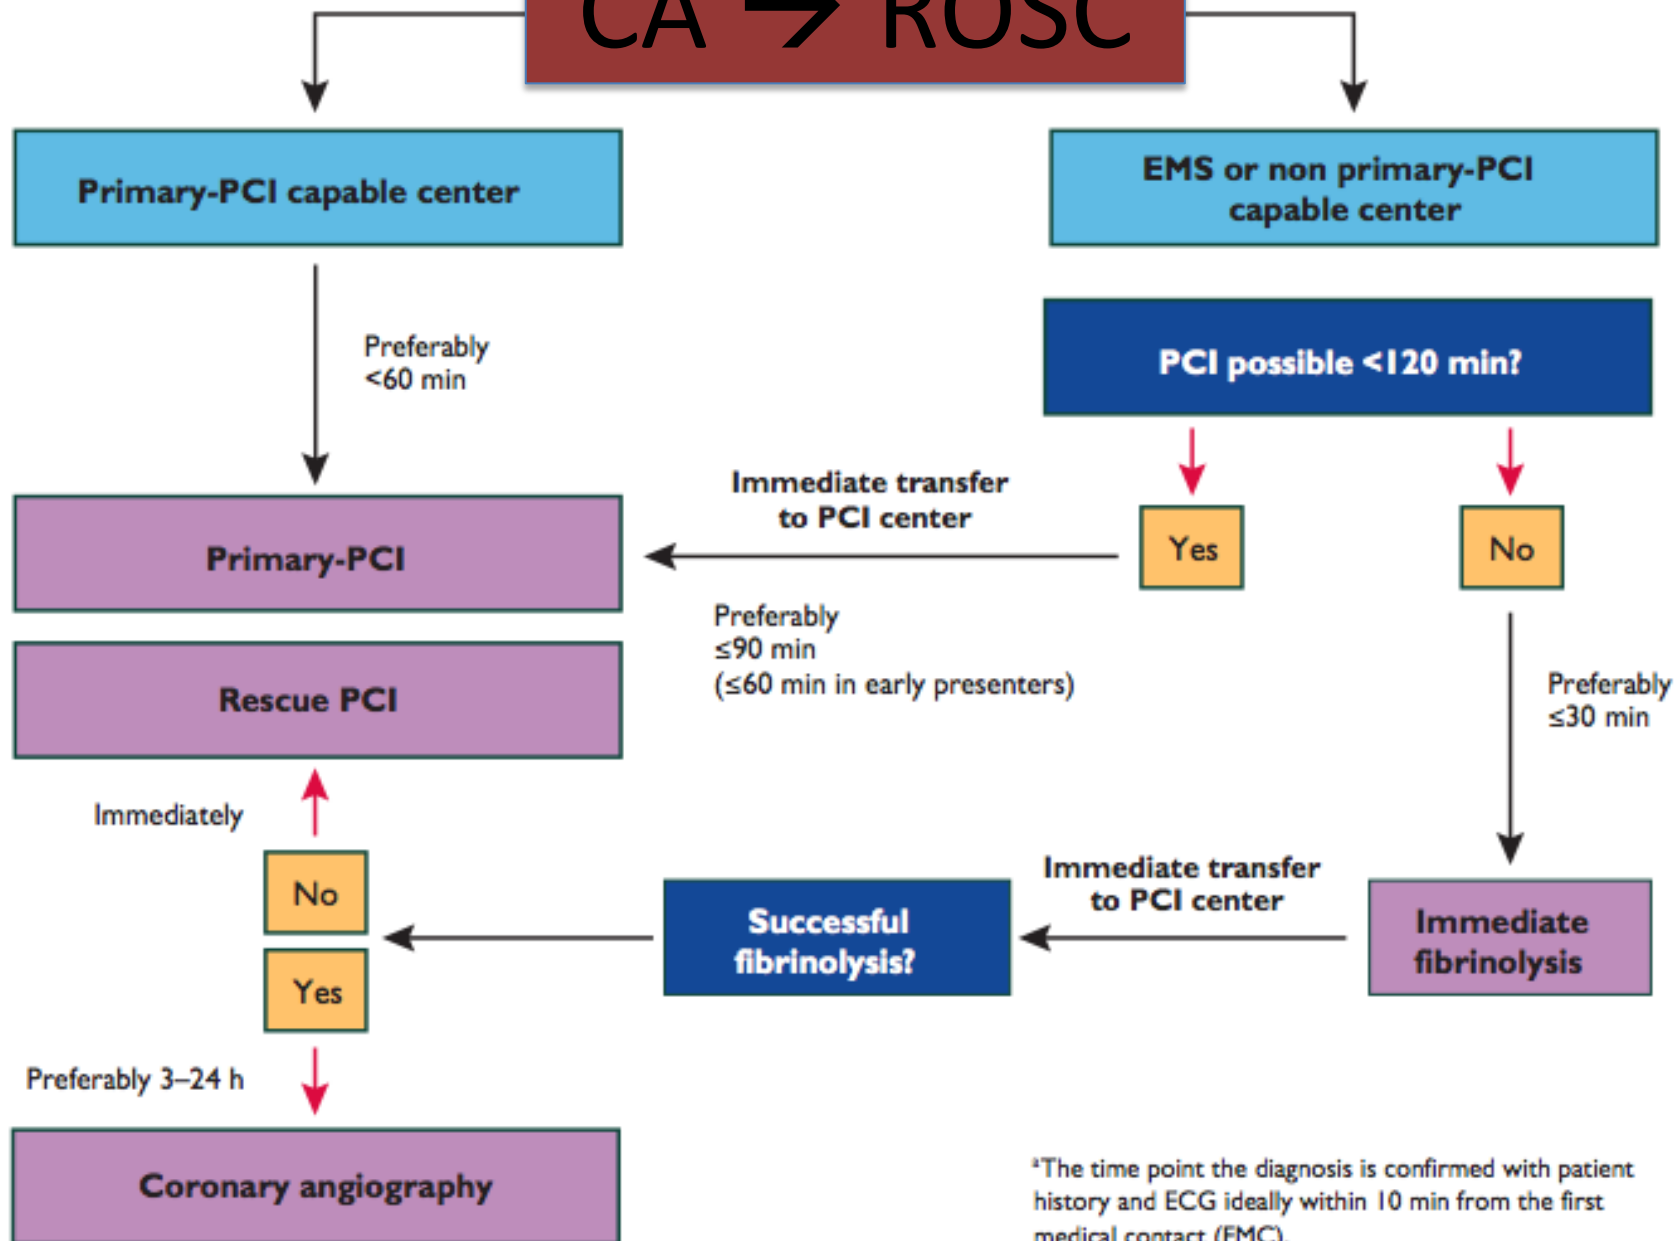 CA → ROSC
Primary-PCI capable center
EMS or non primary-PCI
capable center
Preferably
<60 min
PCI possible <120 min?
Immediate transfer
to PCI center
Yes
No
Primary-PCI
Preferably
≤90 min
(≤60 min in early presenters)
Rescue PCI
Preferably
≤30 min
Immediately
No
Immediate transfer
to PCI center
Successful
fibrinolysis?
Immediate
fibrinolysis
Yes
Preferably 3–24 h
Coronary angiography
ᵃThe time point the diagnosis is confirmed with patient
history and ECG ideally within 10 min from the first
medical contact (FMC).